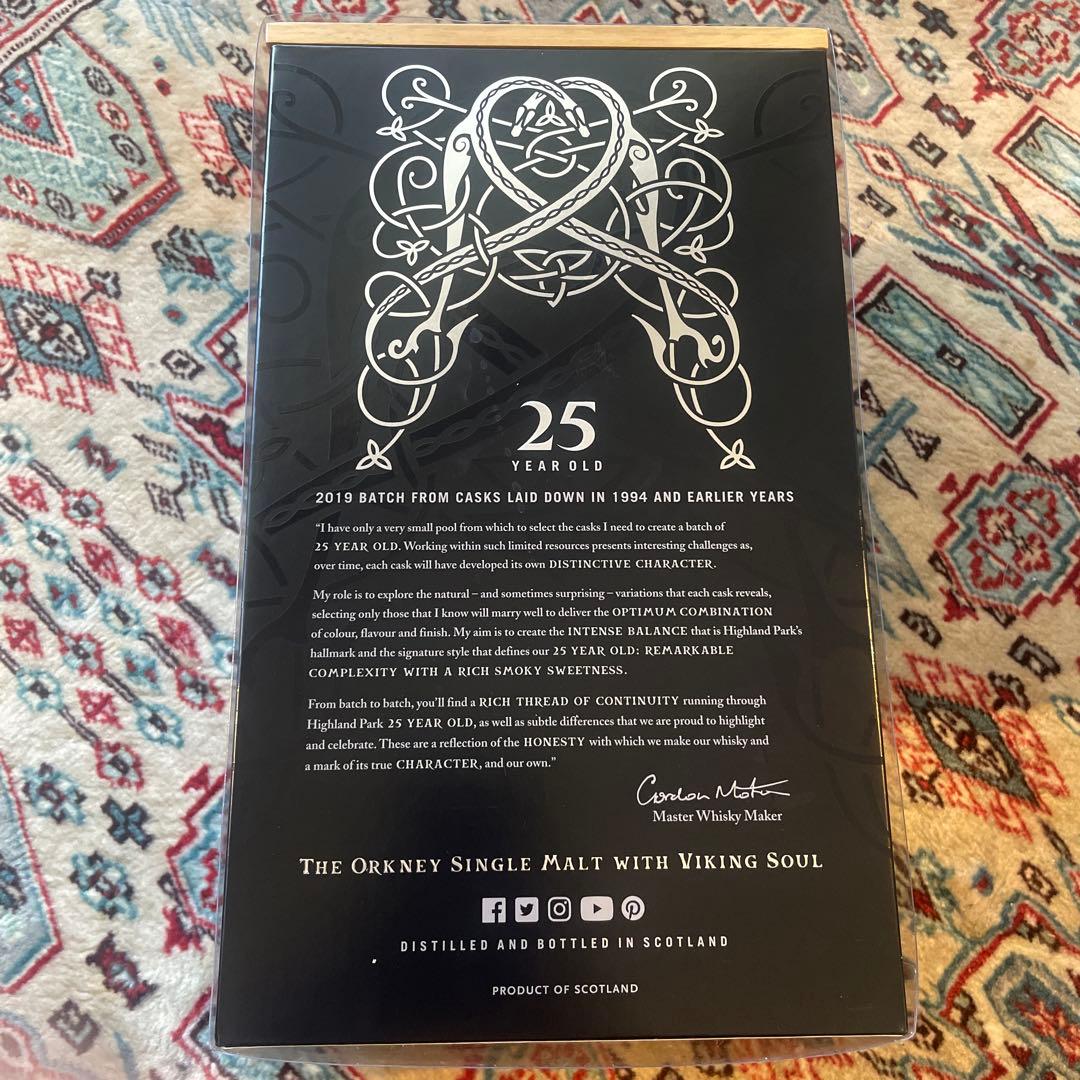 25
YEAR OLD
2019 BATCH FROM CASKS LAID DOWN IN 1994 AND EARLIER YEARS
“I have only a very small pool from which to select the casks I need to create a batch of
25 YEAR OLD. Working within such limited resources presents interesting challenges as,
over time, each cask will have developed its own DISTINCTIVE CHARACTER.
My role is to explore the natural – and sometimes surprising – variations that each cask reveals,
selecting only those that I know will marry well to deliver the OPTIMUM COMBINATION
of colour, flavour and finish. My aim is to create the INTENSE BALANCE that is Highland Park's
hallmark and the signature style that defines our 25 YEAR OLD: REMARKABLE
COMPLEXITY WITH A RICH SMOKY SWEETNESS.
From batch to batch, you'll find a RICH THREAD OF CONTINUITY running through
Highland Park 25 YEAR OLD, as well as subtle differences that we are proud to highlight
and celebrate. These are a reflection of the HONESTY with which we make our whisky and
a mark of its true CHARACTER, and our own.”
Gordon Motion
Master Whisky Maker
THE ORKNEY SINGLE MALT WITH VIKING SOUL
DISTILLED AND BOTTLED IN SCOTLAND
PRODUCT OF SCOTLAND